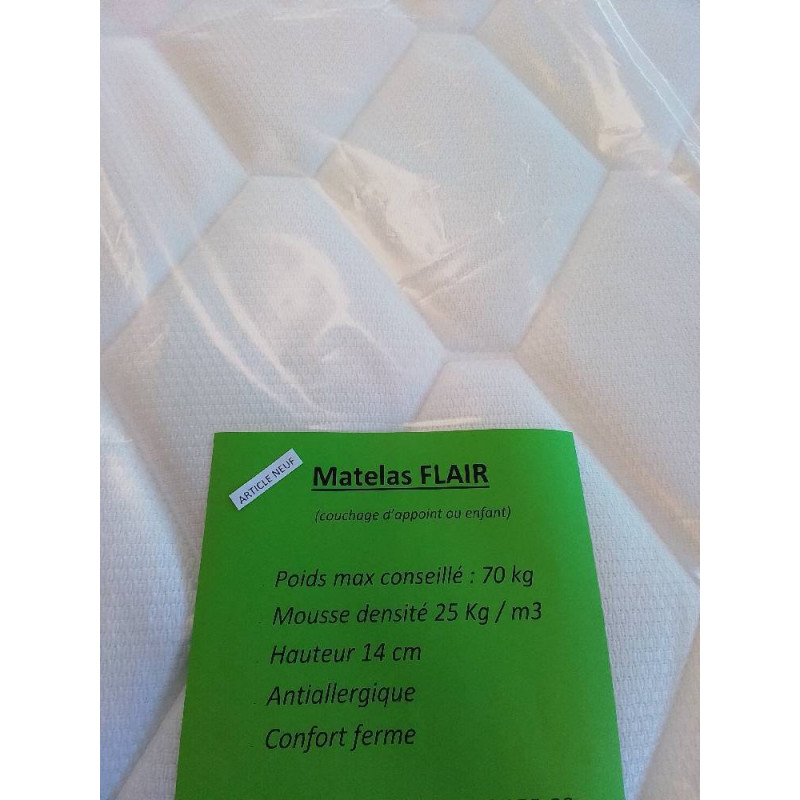 ARTICLE NEUF
Matelas FLAIR
(couchage d'appoint ou enfant)
Poids max conseillé : 70 kg
Mousse densité 25 Kg / m3
Hauteur 14 cm
Antiallergique
Confort ferme